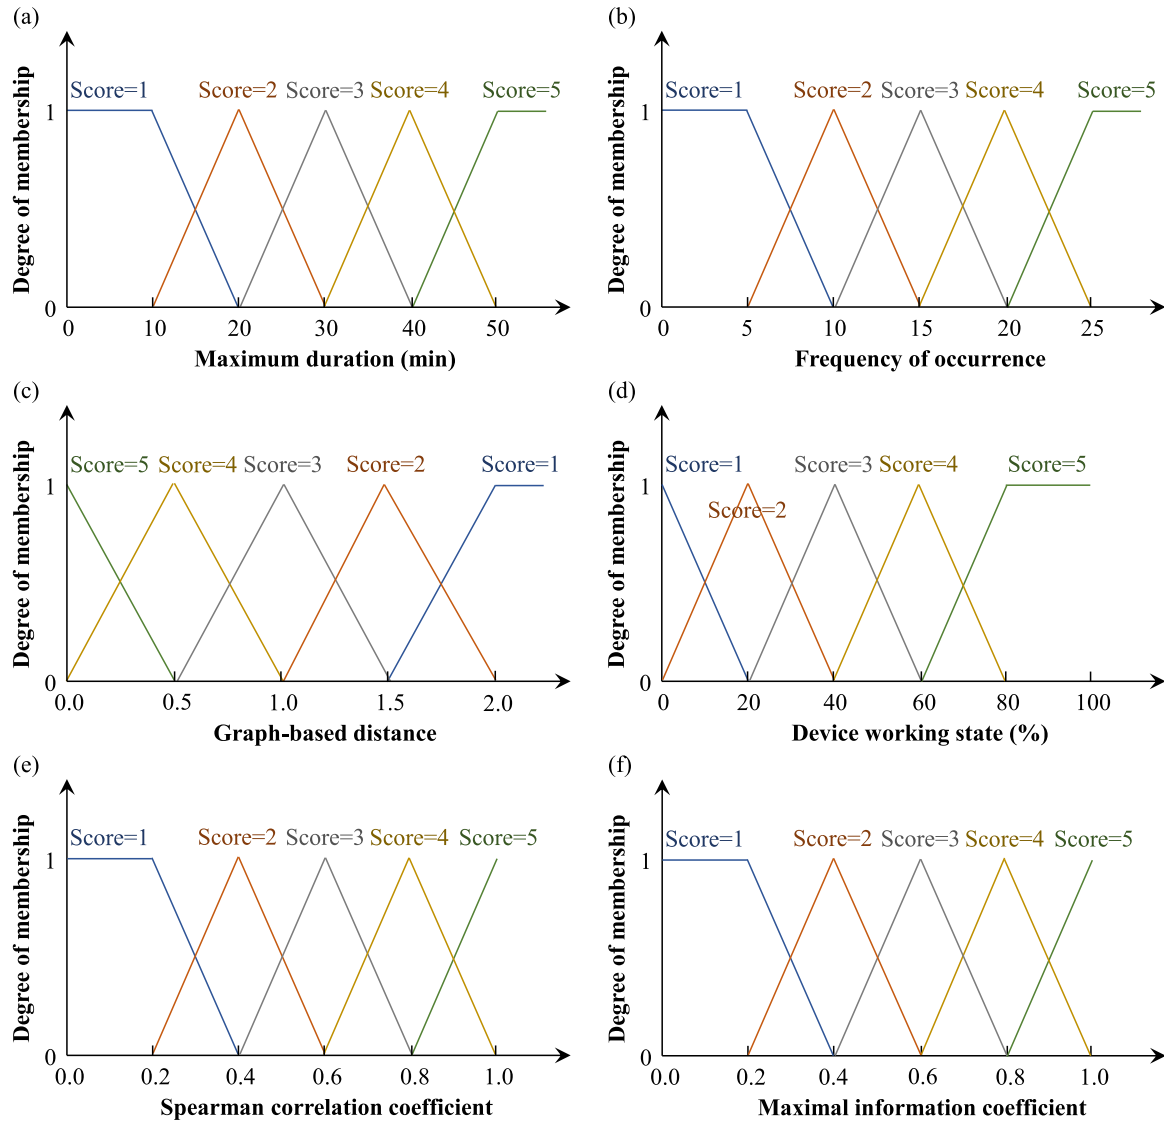 (a)
Degree of membership
Score=1 Score=2 Score=3 Score=4 Score=5
1
0
0 10 20 30 40 50
Maximum duration (min)
(b)
Degree of membership
Score=1 Score=2 Score=3 Score=4 Score=5
1
0
0 5 10 15 20 25
Frequency of occurrence
(c)
Degree of membership
Score=5 Score=4 Score=3 Score=2 Score=1
1
0
0.0 0.5 1.0 1.5 2.0
Graph-based distance
(d)
Degree of membership
Score=1 Score=3 Score=4 Score=5
1
Score=2
0
0 20 40 60 80 100
Device working state (%)
(e)
Degree of membership
Score=1 Score=2 Score=3 Score=4 Score=5
1
0
0.0 0.2 0.4 0.6 0.8 1.0
Spearman correlation coefficient
(f)
Degree of membership
Score=1 Score=2 Score=3 Score=4 Score=5
1
0
0.0 0.2 0.4 0.6 0.8 1.0
Maximal information coefficient